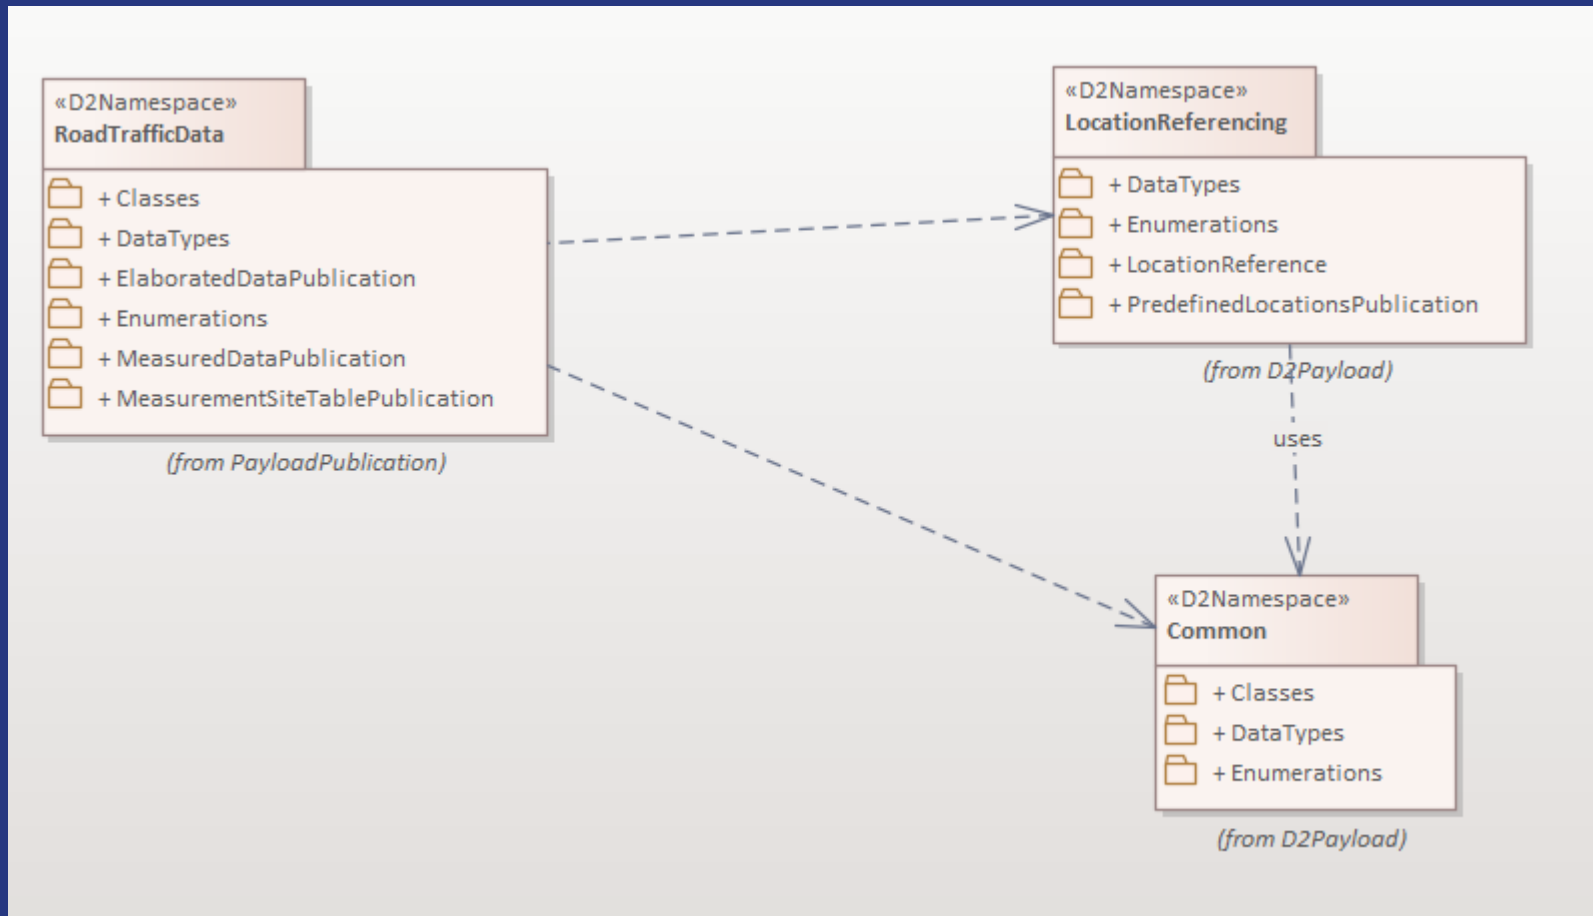 «D2Namespace»
RoadTrafficData
+ Classes
+ DataTypes
+ ElaboratedDataPublication
+ Enumerations
+ MeasuredDataPublication
+ MeasurementSiteTablePublication
(from PayloadPublication)
«D2Namespace»
LocationReferencing
+ DataTypes
+ Enumerations
+ LocationReference
+ PredefinedLocationsPublication
(from D2Payload)
uses
«D2Namespace»
Common
+ Classes
+ DataTypes
+ Enumerations
(from D2Payload)